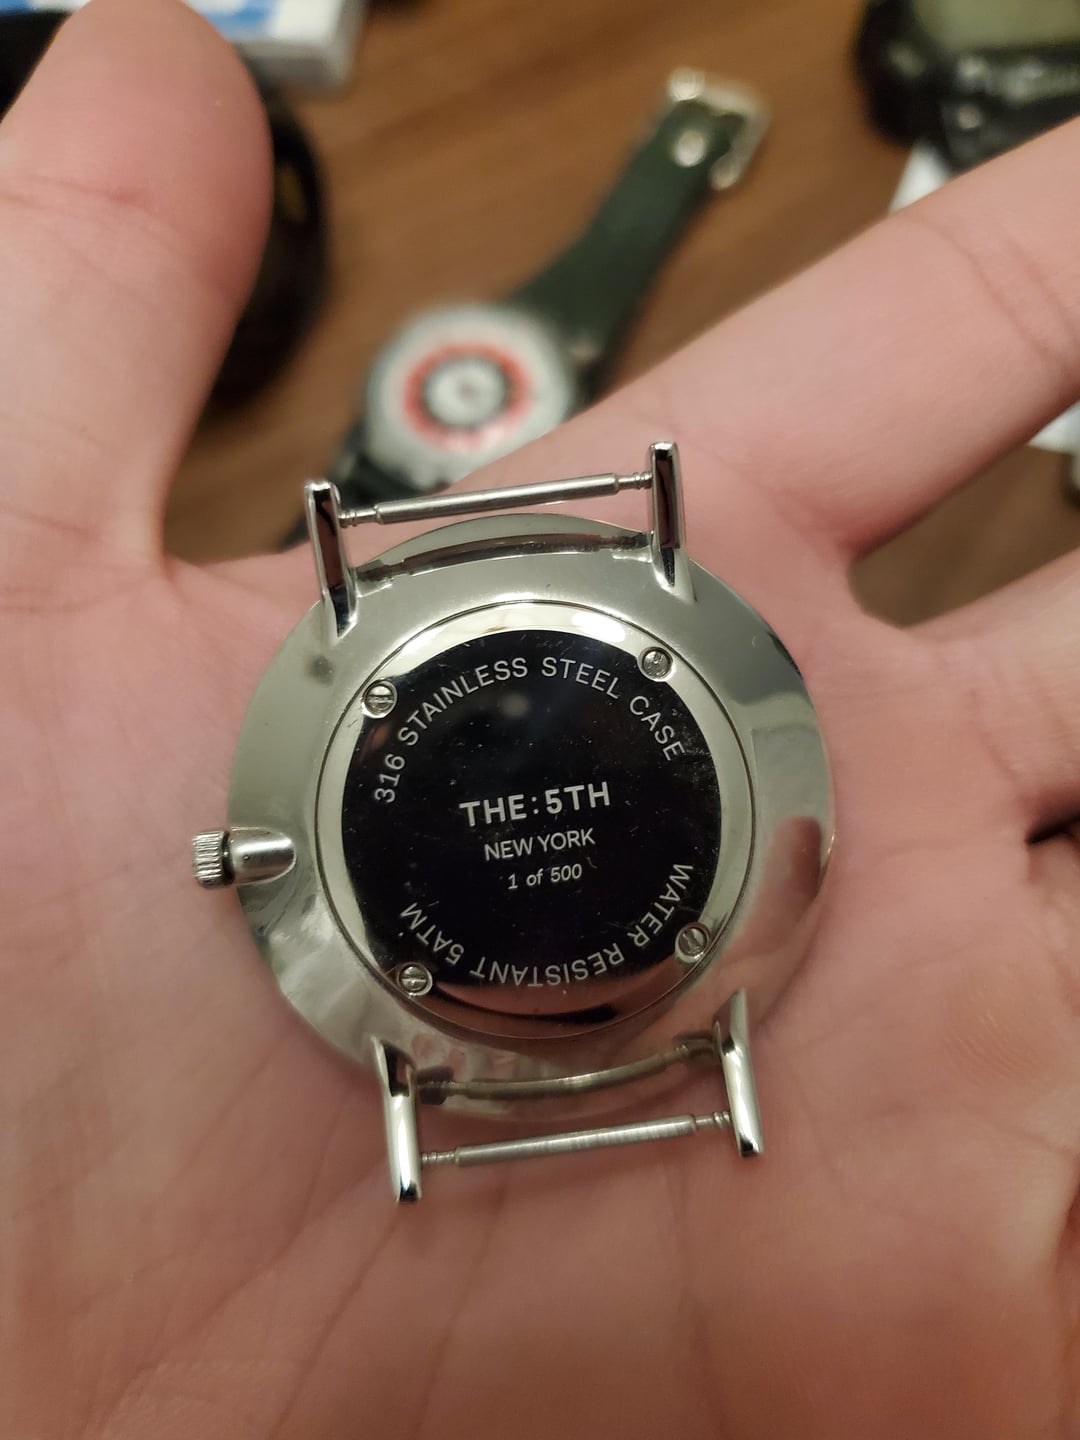 316 STAINLESS STEEL CASE
THE:5TH
NEW YORK
1 of 500
WATER RESISTANT 5ATM